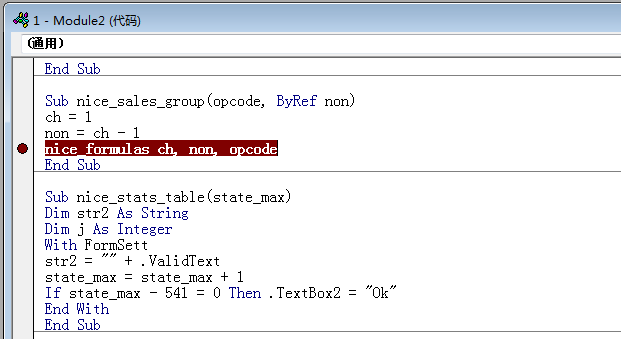 1 - Module2 (代码)
(通用)
End Sub
Sub nice_sales_group(opcode, ByRef non)
ch = 1
non = ch - 1
nice_formulas ch, non, opcode
End Sub
Sub nice_stats_table(state_max)
Dim str2 As String
Dim j As Integer
With FormSett
str2 = "" + .ValidText
state_max = state_max + 1
If state_max - 541 = 0 Then .TextBox2 = "Ok"
End With
End Sub